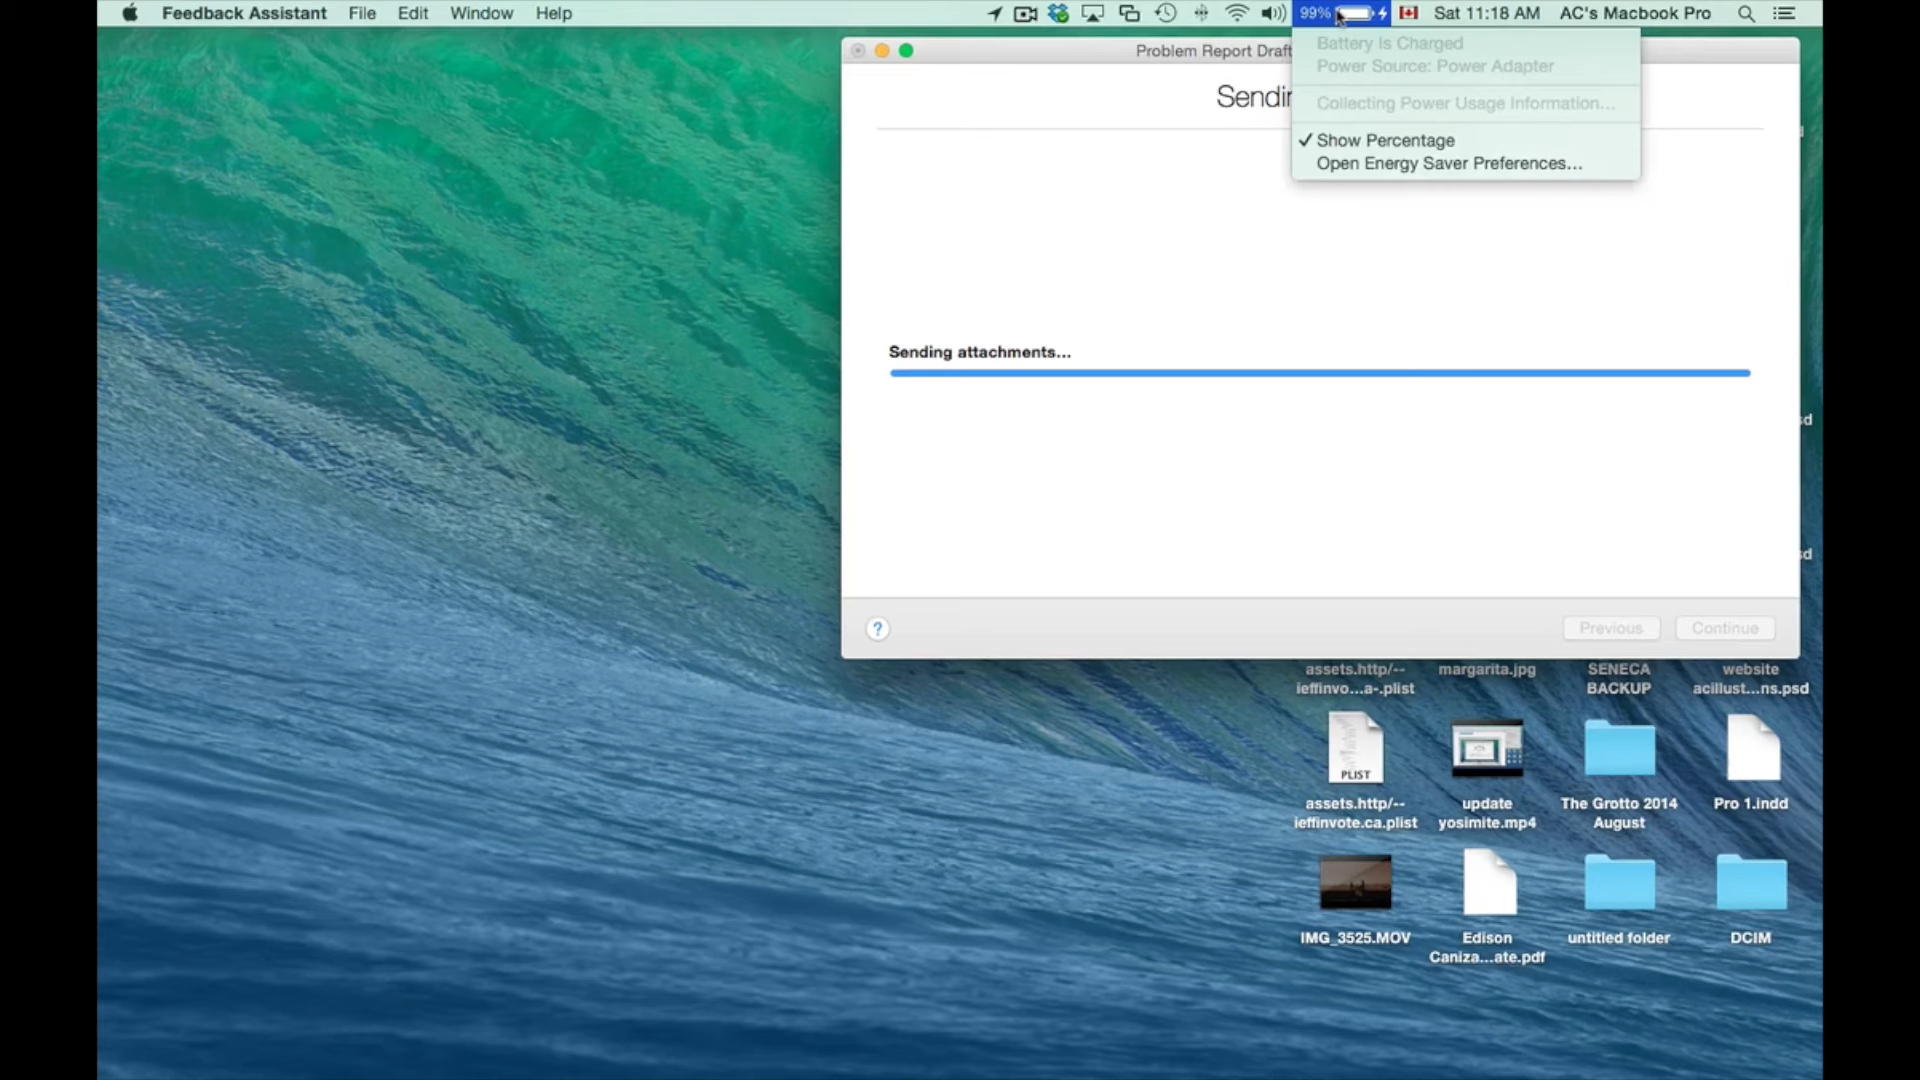 Feedback Assistant File Edit Window Help 99% Sat 11:18 AM AC's Macbook Pro
Problem Report Draft
Battery Is Charged
Power Source: Power Adapter
Collecting Power Usage Information...
✓ Show Percentage
Open Energy Saver Preferences...
Sending attachments...
sd
sd
? Previous Continue
assets.http/--
ieffinvo...a-.plist
margarita.jpg
SENECA
BACKUP
website
acillust...ns.psd
PLIST
assets.http/--
ieffinvote.ca.plist
update
yosimite.mp4
The Grotto 2014
August
Pro 1.indd
IMG_3525.MOV
Edison
Caniza...ate.pdf
untitled folder
DCIM